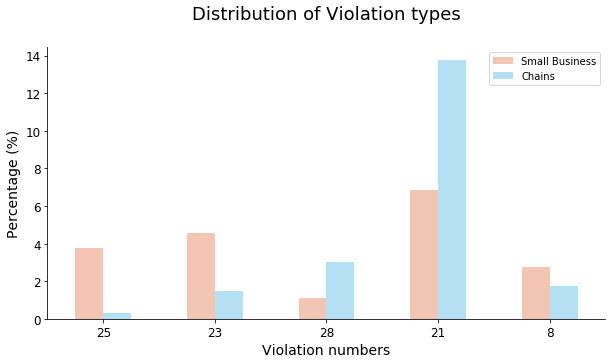 Distribution of Violation types
Small Business
Chains
Percentage (%)
14
12
10
8
6
4
2
0
25 23 28 21 8
Violation numbers